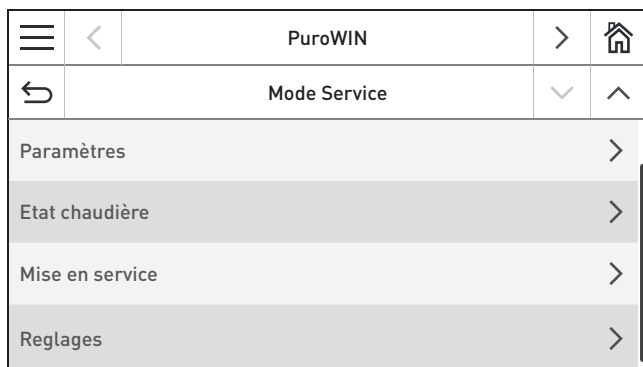 PuroWIN
Mode Service
Paramètres
Etat chaudière
Mise en service
Reglages